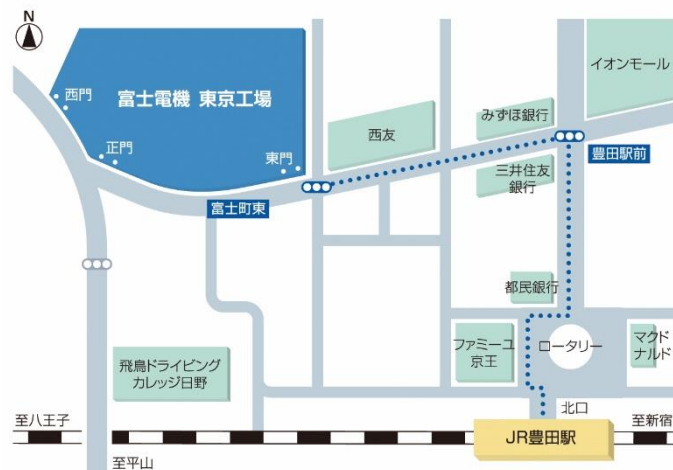 N
イオンモール
西門
富士電機 東京工場
みずほ銀行
西友
正門
東門
豊田駅前
三井住友
銀行
富士町東
都民銀行
ファミーユ
京王
ロータリー
マクド
ナルド
飛鳥ドライビング
カレッジ日野
至八王子
北口
至新宿
JR豊田駅
至平山